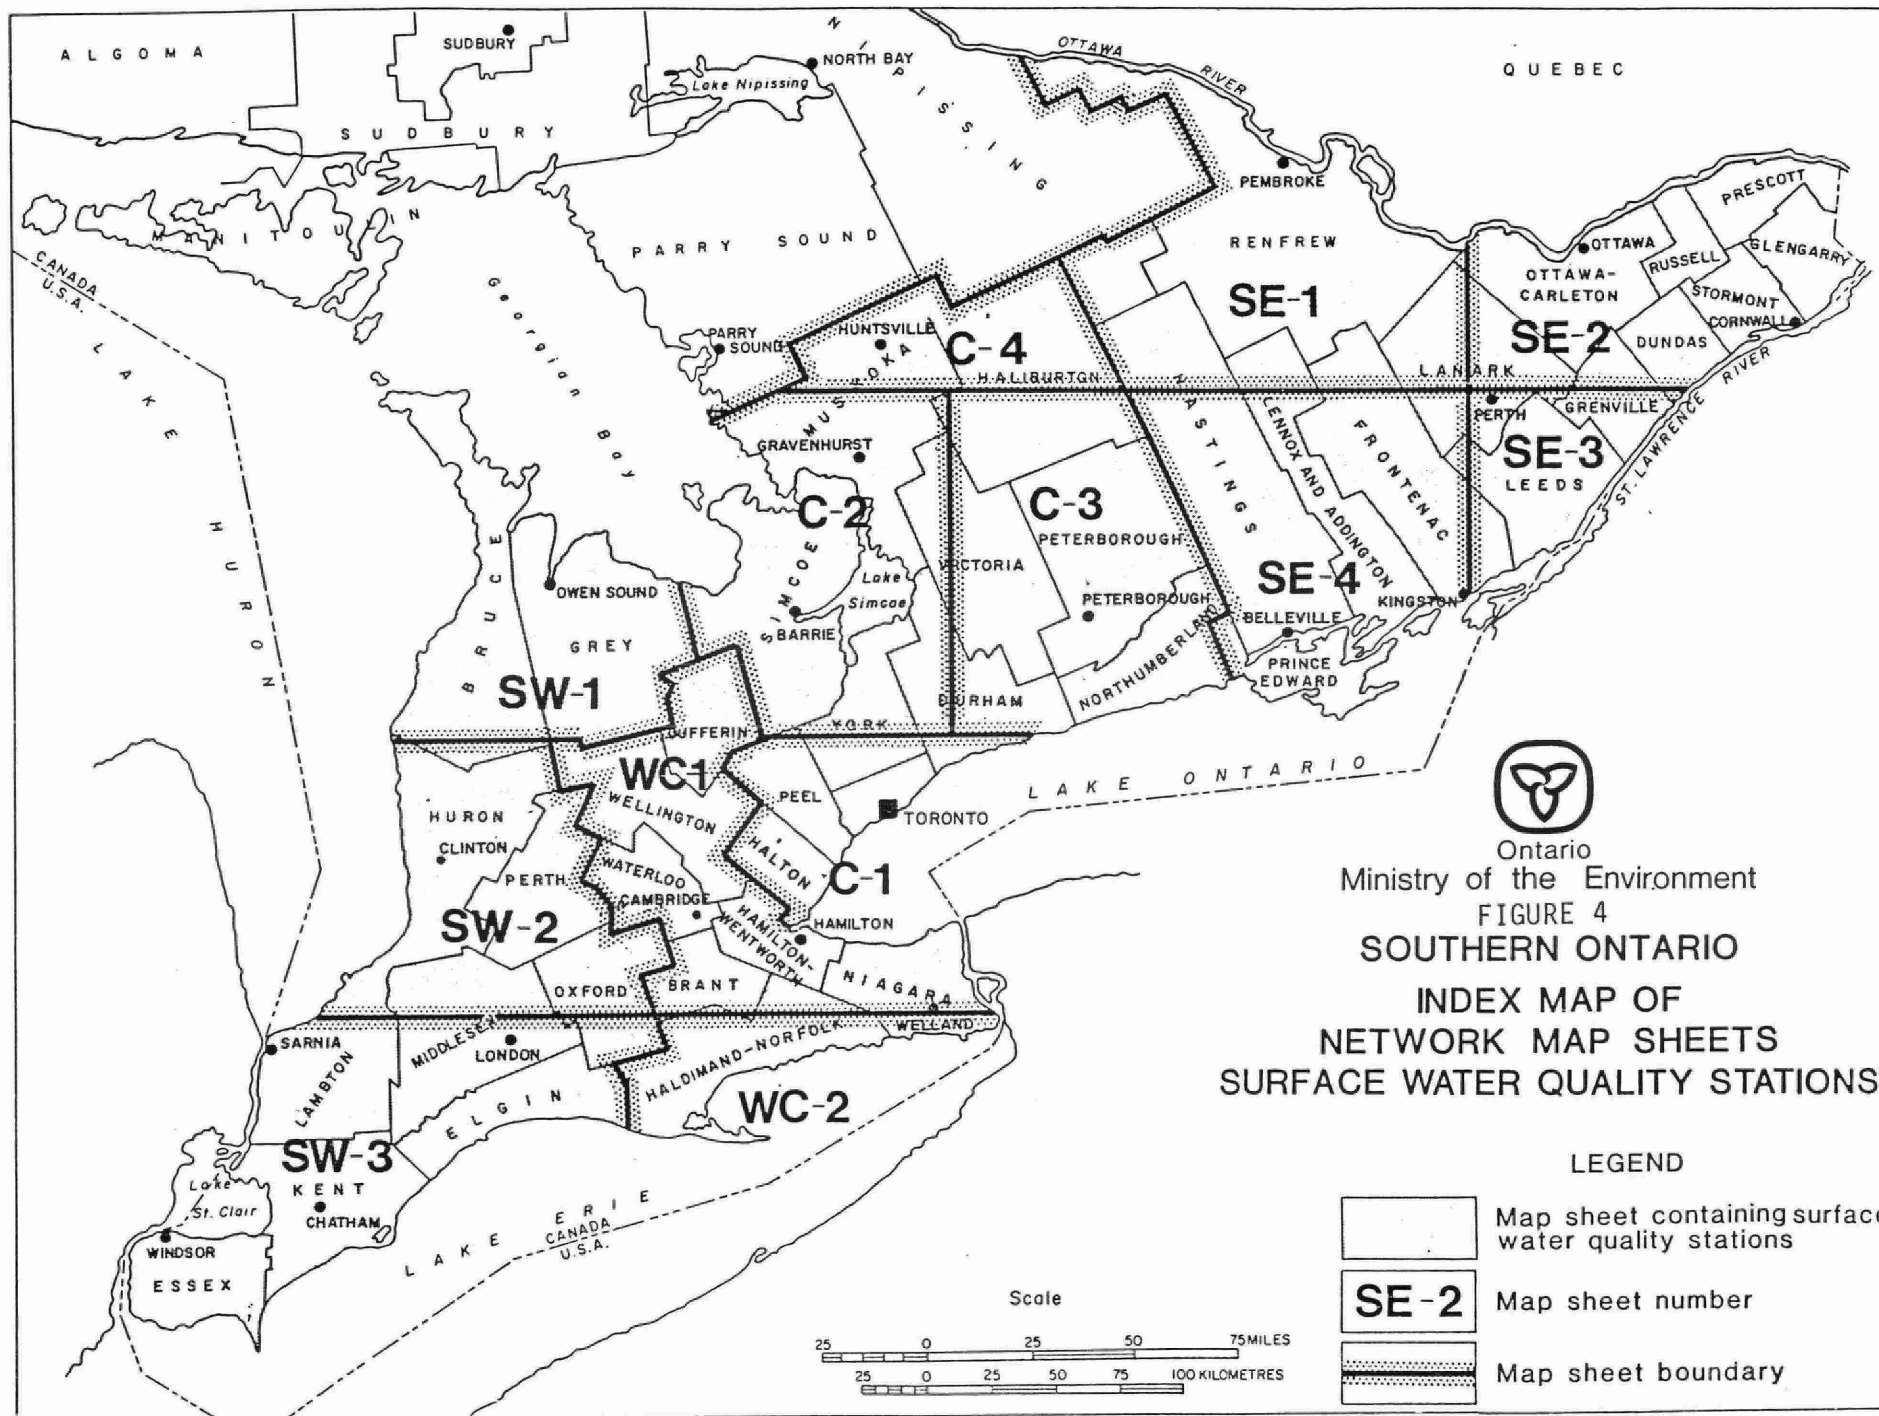 ALGOMA
SUDBURY
NORTH BAY
Lake Nipissing
NIPISSING
OTTAWA
RIVER
QUEBEC
SUDBURY
PEMBROKE
PRESCOTT
MANITOULIN
PARRY SOUND
RENFREW
OTTAWA
RUSSELL
GLENGARRY
CANADA
U.S.A.
OTTAWA-
CARLETON
STORMONT
CORNWALL
Georgian Bay
SE-1
SE-2
DUNDAS
PARRY
SOUND
HUNTSVILLE
C-4
MUSKOKA
HALIBURTON
LANARK
LAKE HURON
HASTINGS
LENNOX AND ADDINGTON
FRONTENAC
PERTH
GRENVILLE
ST. LAWRENCE
RIVER
GRAVENHURST
SE-3
LEEDS
C-2
C-3
PETERBOROUGH
BRUCE
SIMCOE
Lake
Simcoe
VICTORIA
OWEN SOUND
SE-4
PETERBOROUGH
KINGSTON
BARRIE
BELLEVILLE
GREY
NORTHUMBERLAND
PRINCE
EDWARD
SW-1
DURHAM
YORK
DUFFERIN
WC-1
LAKE ONTARIO
PEEL
WELLINGTON
TORONTO
HURON
CLINTON
HALTON
WATERLOO
PERTH
C-1
CAMBRIDGE
SW-2
HAMILTON-
WENTWORTH
HAMILTON
OXFORD
BRANT
NIAGARA
WELLAND
SARNIA
MIDDLESEX
LONDON
HALDIMAND-NORFOLK
LAMBTON
ELGIN
WC-2
SW-3
Lake
St. Clair
KENT
CHATHAM
WINDSOR
ESSEX
LAKE ERIE
CANADA
U.S.A.
Ontario
Ministry of the Environment
FIGURE 4
SOUTHERN ONTARIO
INDEX MAP OF
NETWORK MAP SHEETS
SURFACE WATER QUALITY STATIONS
LEGEND
Map sheet containing surface
water quality stations
SE-2 Map sheet number
Map sheet boundary
Scale
25 0 25 50 75 MILES
25 0 25 50 75 100 KILOMETRES